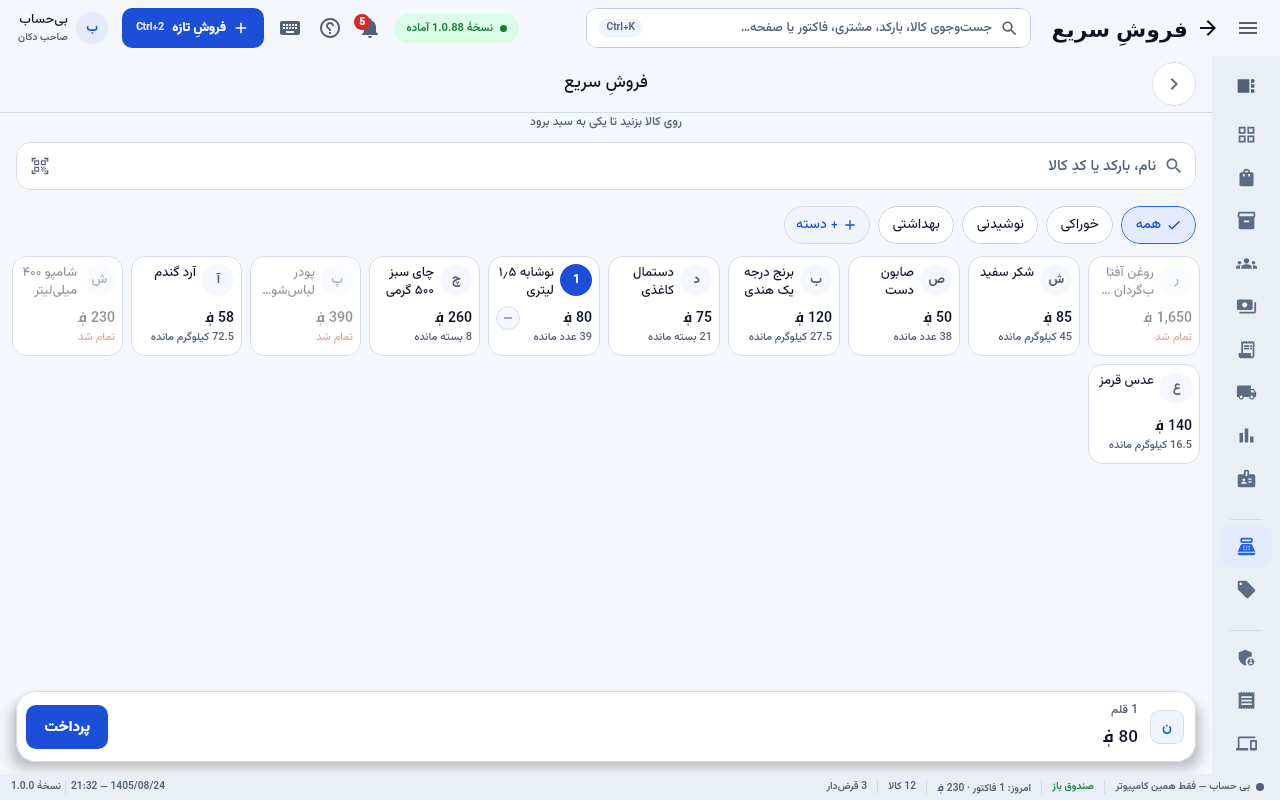 فروشِ سریع
جست‌وجوی کالا، بارکد، مشتری، فاکتور یا صفحه…
Ctrl+K
نسخهٔ 1.0.88 آماده
5
فروشِ تازه
Ctrl+2
ب
بی‌حساب
صاحب دکان
فروشِ سریع
روی کالا بزنید تا یکی به سبد برود
نام، بارکد یا کدِ کالا
همه
خوراکی
نوشیدنی
بهداشتی
+ دسته
ر
روغن آفتا
ب‌گردان …
1,650 ؋
تمام شد
ش
شکر سفید
85 ؋
45 کیلوگرم مانده
ص
صابون
دست
50 ؋
38 عدد مانده
ب
برنج درجه
یک هندی
120 ؋
27.5 کیلوگرم مانده
د
دستمال
کاغذی
75 ؋
21 بسته مانده
1
نوشابه ۱٫۵
لیتری
80 ؋
39 عدد مانده
چ
چای سبز
۵۰۰ گرمی
260 ؋
8 بسته مانده
پ
پودر
لباس‌شو…
390 ؋
تمام شد
آ
آرد گندم
58 ؋
72.5 کیلوگرم مانده
ش
شامپو ۴۰۰
میلی‌لیتر
230 ؋
تمام شد
ع
عدس قرمز
140 ؋
16.5 کیلوگرم مانده
ن
1 قلم
80 ؋
پرداخت
بی حساب — فقط همین کامپیوتر
صندوق باز
امروز: 1 فاکتور · 230 ؋
12 کالا
3 قرض‌دار
1405/08/24 — 21:32
نسخهٔ 1.0.0